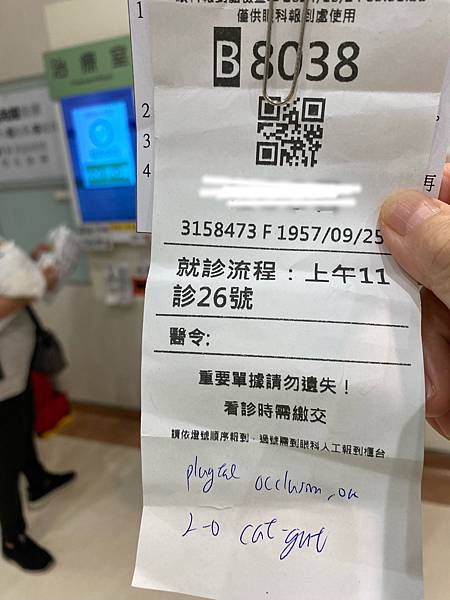 1
僅供眼科報到處使用
B 8038
2
3
4
再
治療室
3158473 F 1957/09/25
就診流程：上午11
診26號
醫令:
重要單據請勿遺失！
看診時需繳交
請依燈號順序報到，過號需到眼科人工報到櫃台
occlusion, ou
2-0 cat-gut